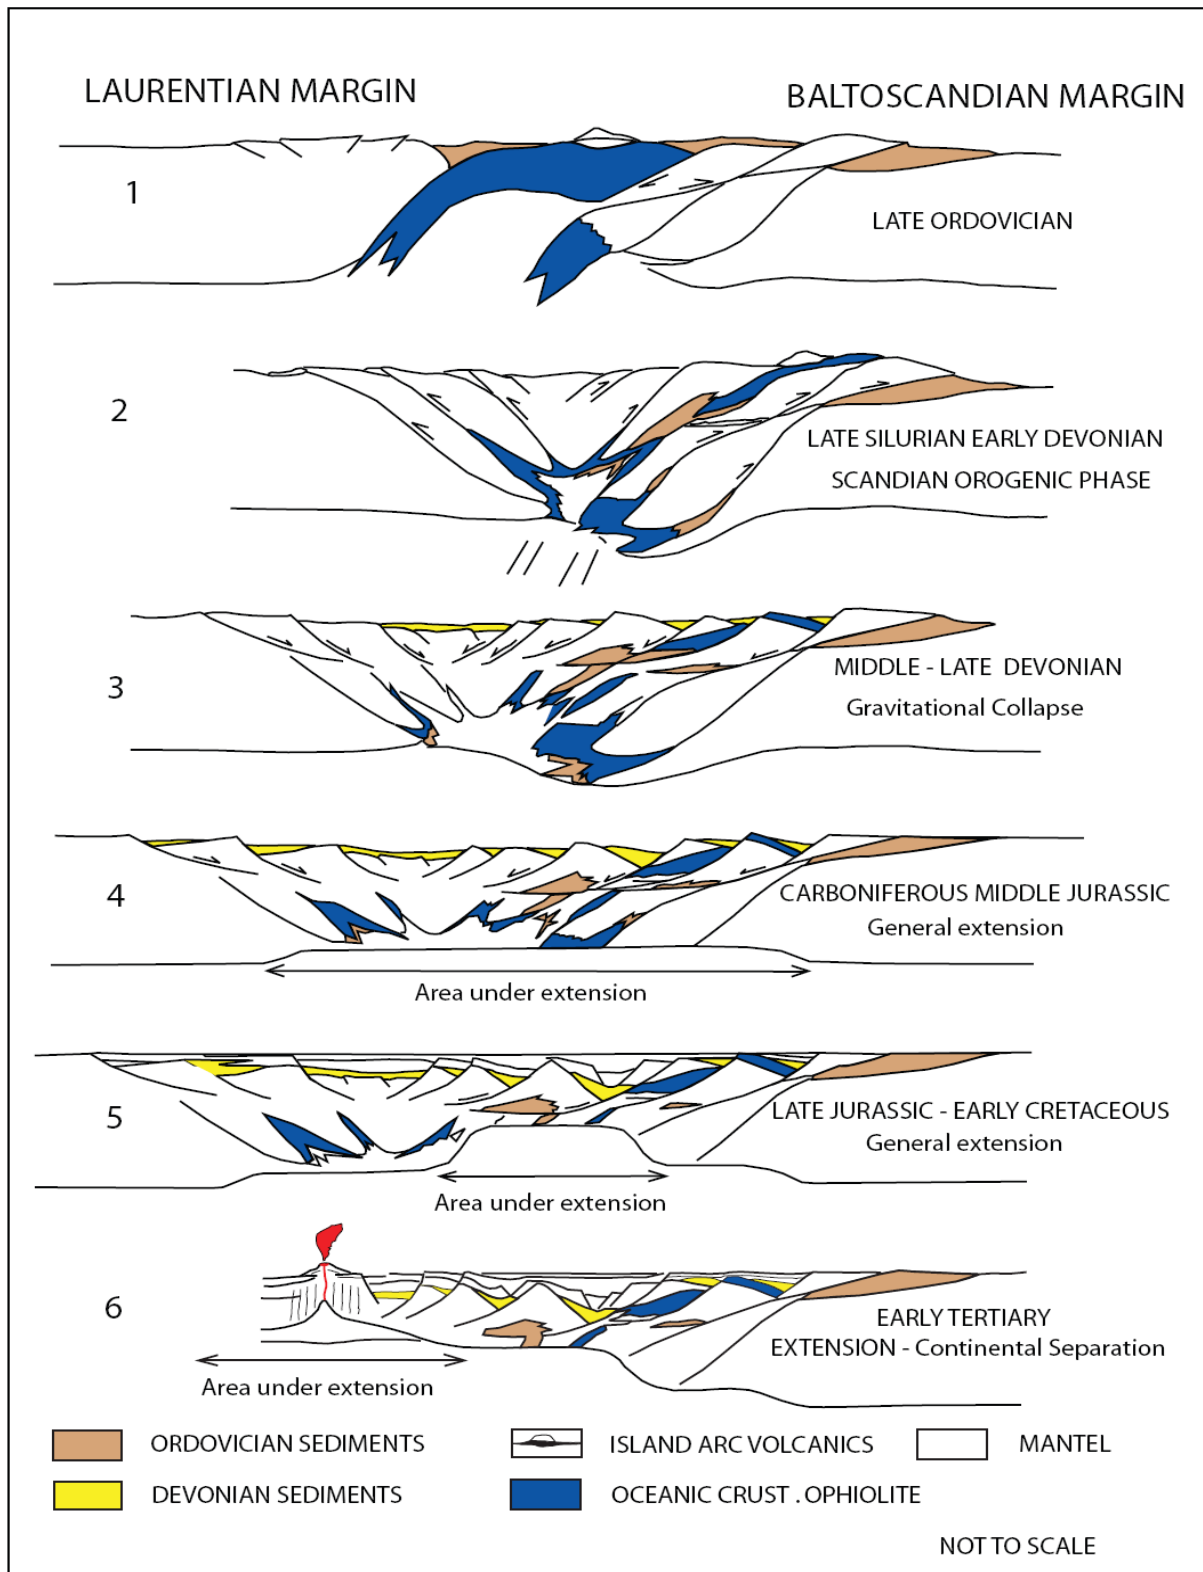 LAURENTIAN MARGIN
BALTOSCANDIAN MARGIN
1
LATE ORDOVICIAN
2
LATE SILURIAN EARLY DEVONIAN
SCANDIAN OROGENIC PHASE
3
MIDDLE - LATE DEVONIAN
Gravitational Collapse
4
CARBONIFEROUS MIDDLE JURASSIC
General extension
Area under extension
5
LATE JURASSIC - EARLY CRETACEOUS
General extension
Area under extension
6
EARLY TERTIARY
EXTENSION - Continental Separation
Area under extension
ORDOVICIAN SEDIMENTS
ISLAND ARC VOLCANICS
MANTEL
DEVONIAN SEDIMENTS
OCEANIC CRUST . OPHIOLITE
NOT TO SCALE